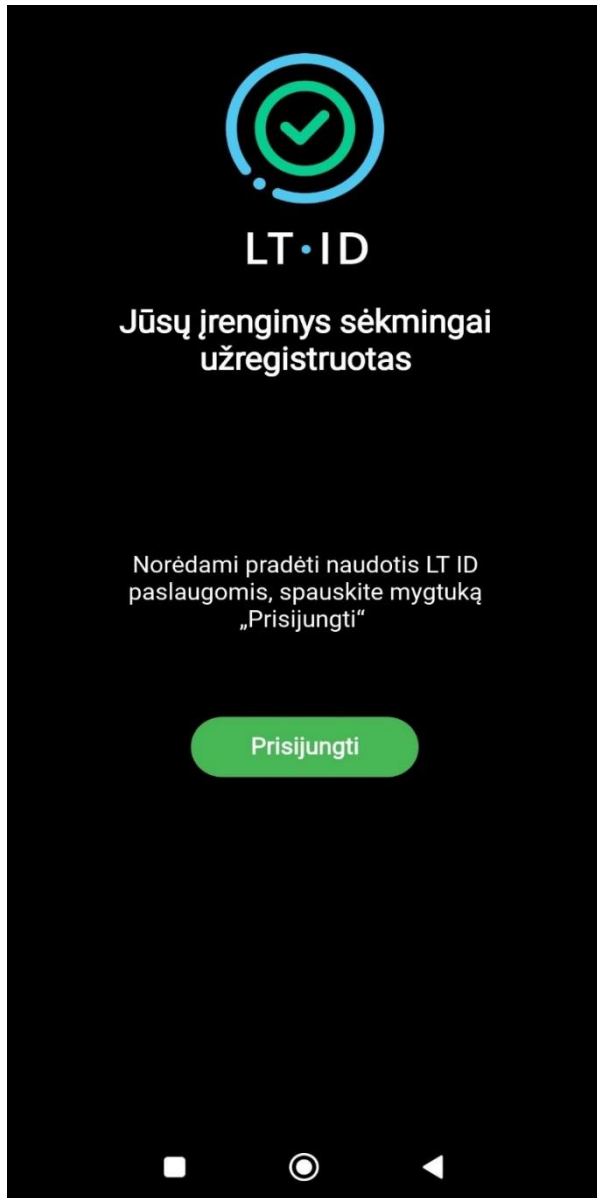 LT·ID
Jūsų įrenginys sėkmingai
užregistruotas
Norėdami pradėti naudotis LT ID
paslaugomis, spauskite mygtuką
„Prisijungti“
Prisijungti